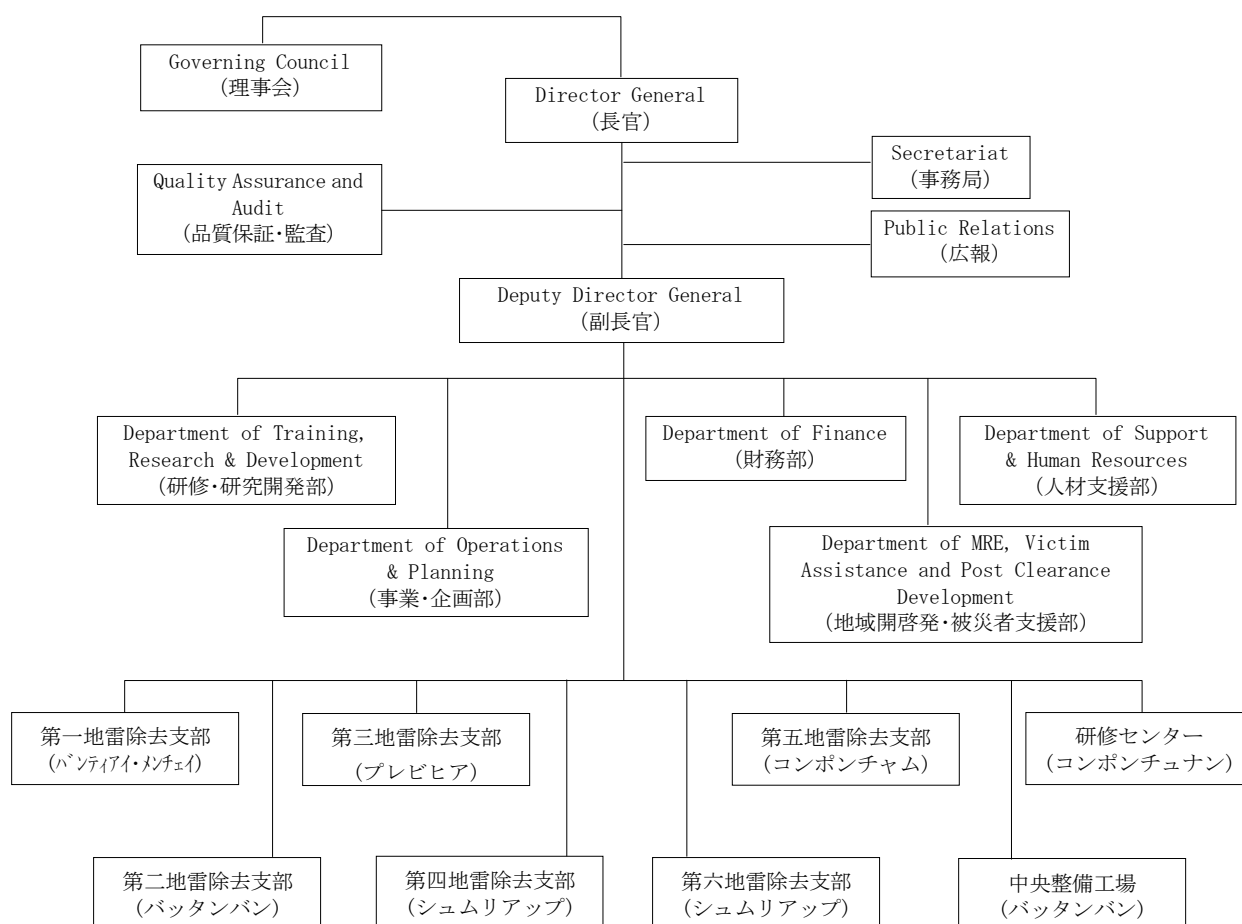 Governing Council
(理事会)
Director General
(長官)
Secretariat
(事務局)
Quality Assurance and
Audit
(品質保証・監査)
Public Relations
(広報)
Deputy Director General
(副長官)
Department of Training,
Research & Development
(研修・研究開発部)
Department of Finance
(財務部)
Department of Support
& Human Resources
(人材支援部)
Department of Operations
& Planning
(事業・企画部)
Department of MRE, Victim
Assistance and Post Clearance
Development
(地域開啓発・被災者支援部)
第一地雷除去支部
(バンティアイ・メンチェイ)
第三地雷除去支部
(プレビヒア)
第五地雷除去支部
(コンポンチャム)
研修センター
(コンポンチュナン)
第二地雷除去支部
(バッタンバン)
第四地雷除去支部
(シュムリアップ)
第六地雷除去支部
(シュムリアップ)
中央整備工場
(バッタンバン)